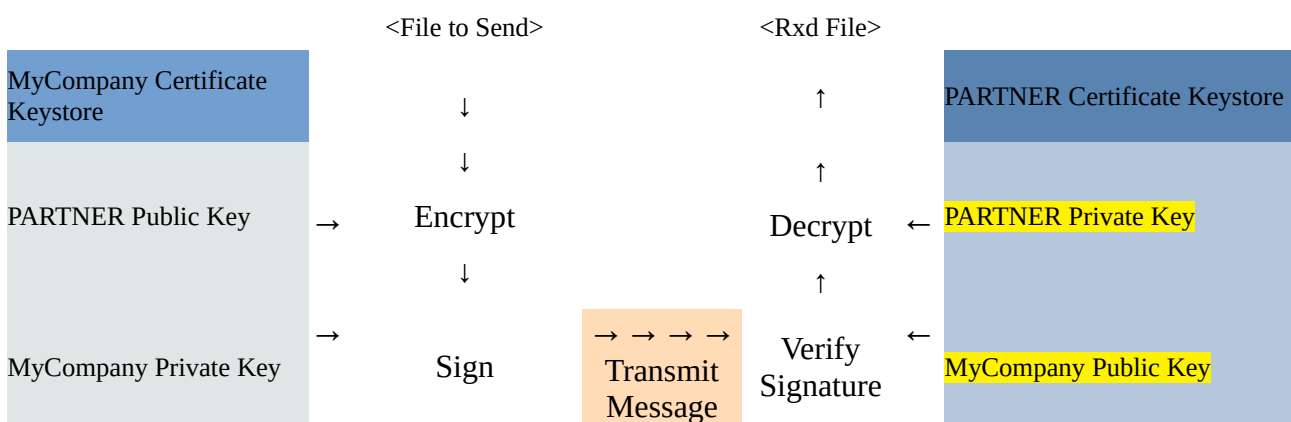 <File to Send>
<Rxd File>
MyCompany Certificate
Keystore
↓
↑
PARTNER Certificate Keystore
↓
↑
PARTNER Public Key
→
Encrypt
Decrypt
←
PARTNER Private Key
↓
↑
→
→ → → →
←
MyCompany Private Key
Sign
Transmit
Message
Verify
Signature
MyCompany Public Key